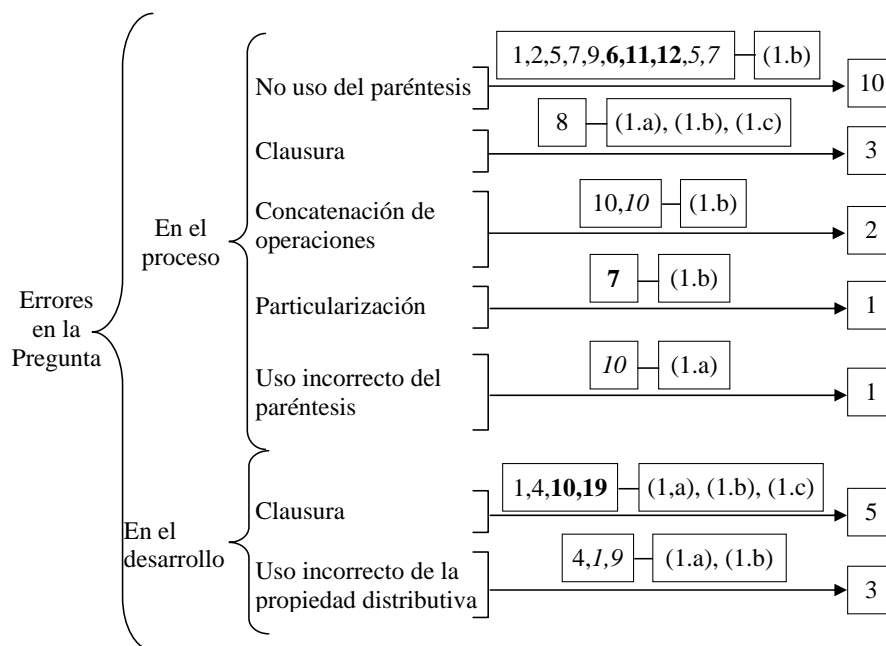 Errores
en la
Pregunta
En el
proceso
No uso del paréntesis
1,2,5,7,9,6,11,12,5,7
(1.b)
10
Clausura
8
(1.a), (1.b), (1.c)
3
Concatenación de
operaciones
10,10
(1.b)
2
Particularización
7
(1.b)
1
Uso incorrecto del
paréntesis
10
(1.a)
1
En el
desarrollo
Clausura
1,4,10,19
(1,a), (1.b), (1.c)
5
Uso incorrecto de la
propiedad distributiva
4,1,9
(1.a), (1.b)
3